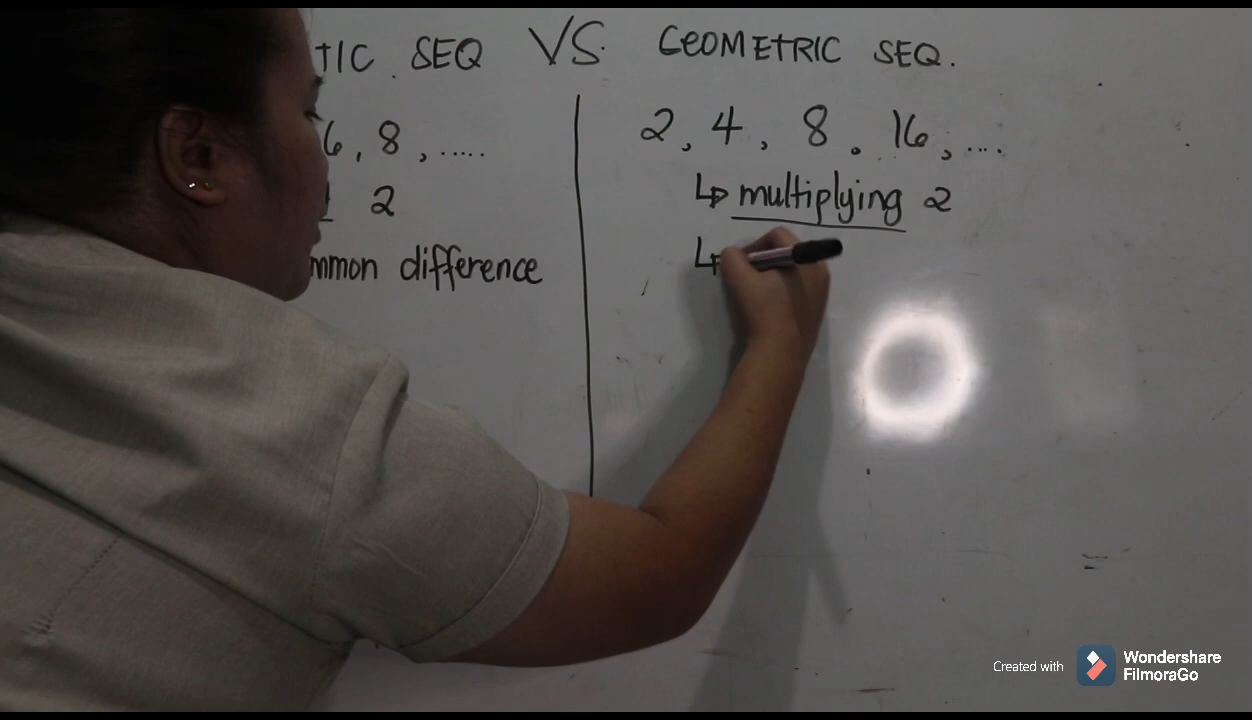 TIC SEQ VS. GEOMETRIC SEQ.
6, 8, .....
2
mmon difference
2, 4, 8, 16, ....
↳ multiplying 2
↳
Created with Wondershare FilmoraGo